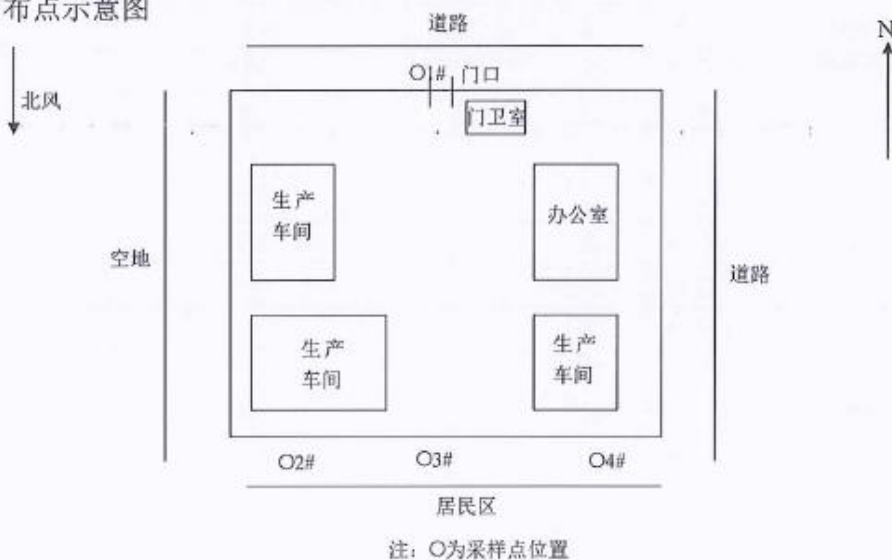 布点示意图
道路
N
O1# 门口
北风
门卫室
生产
车间
办公室
空地
道路
生产
车间
生产
车间
O2# O3# O4#
居民区
注：O为采样点位置